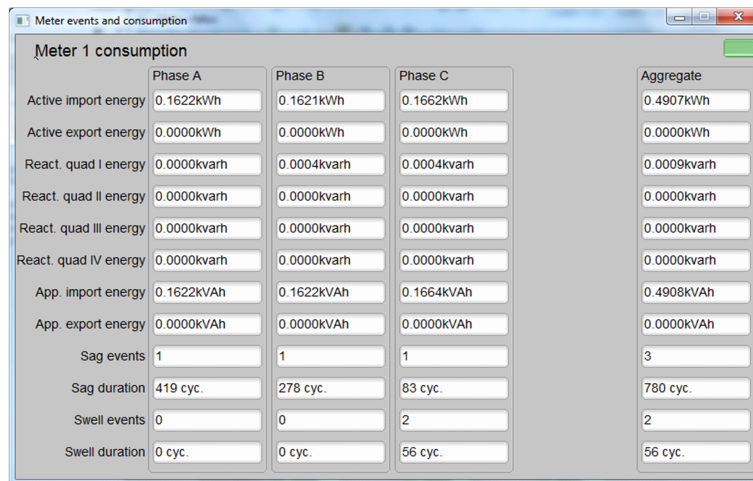 Meter events and consumption
Meter 1 consumption
Phase A Phase B Phase C Aggregate
Active import energy 0.1622kWh 0.1621kWh 0.1662kWh 0.4907kWh
Active export energy 0.0000kWh 0.0000kWh 0.0000kWh 0.0000kWh
React. quad I energy 0.0000kvarh 0.0004kvarh 0.0004kvarh 0.0009kvarh
React. quad II energy 0.0000kvarh 0.0000kvarh 0.0000kvarh 0.0000kvarh
React. quad III energy 0.0000kvarh 0.0000kvarh 0.0000kvarh 0.0000kvarh
React. quad IV energy 0.0000kvarh 0.0000kvarh 0.0000kvarh 0.0000kvarh
App. import energy 0.1622kVAh 0.1622kVAh 0.1664kVAh 0.4908kVAh
App. export energy 0.0000kVAh 0.0000kVAh 0.0000kVAh 0.0000kVAh
Sag events 1 1 1 3
Sag duration 419 cyc. 278 cyc. 83 cyc. 780 cyc.
Swell events 0 0 2 2
Swell duration 0 cyc. 0 cyc. 56 cyc. 56 cyc.